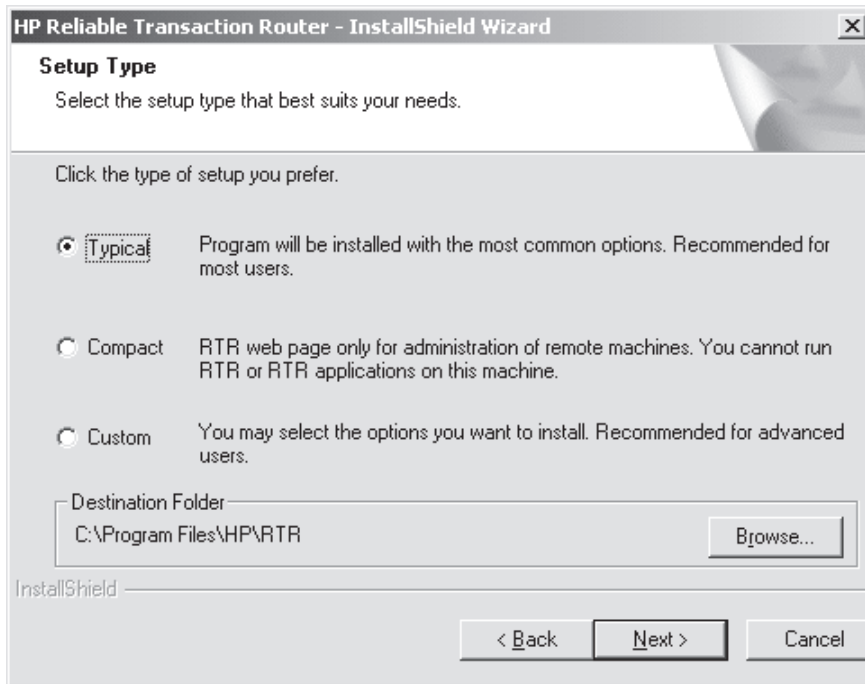 HP Reliable Transaction Router - InstallShield Wizard
Setup Type
Select the setup type that best suits your needs.
Click the type of setup you prefer.
Typical Program will be installed with the most common options. Recommended for
most users.
Compact RTR web page only for administration of remote machines. You cannot run
RTR or RTR applications on this machine.
Custom You may select the options you want to install. Recommended for advanced
users.
Destination Folder
C:\Program Files\HP\RTR Browse...
InstallShield
< Back Next > Cancel